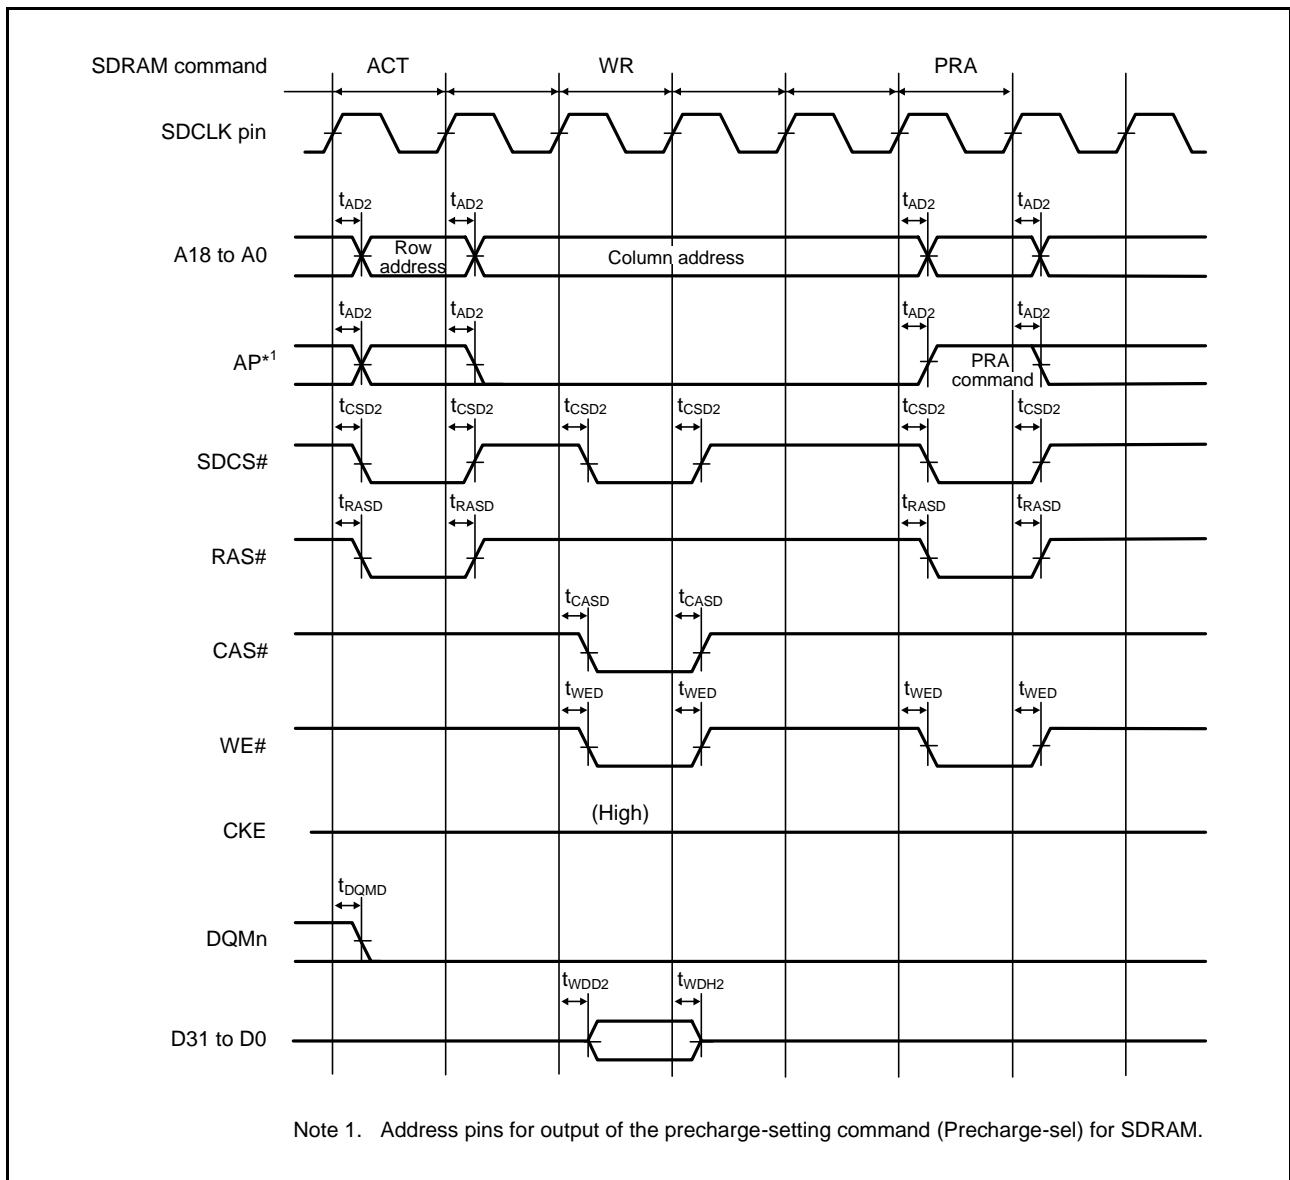 SDRAM command ACT WR PRA
SDCLK pin
tAD2 tAD2 tAD2 tAD2
A18 to A0 Row address Column address
tAD2 tAD2 tAD2 tAD2
AP*1 PRA command
tCSD2 tCSD2 tCSD2 tCSD2 tCSD2 tCSD2
SDCS#
tRASD tRASD tRASD tRASD
RAS#
tCASD tCASD
CAS#
tWED tWED tWED tWED
WE#
(High)
CKE
tDQMD
DQMn
tWDD2 tWDH2
D31 to D0
Note 1. Address pins for output of the precharge-setting command (Precharge-sel) for SDRAM.